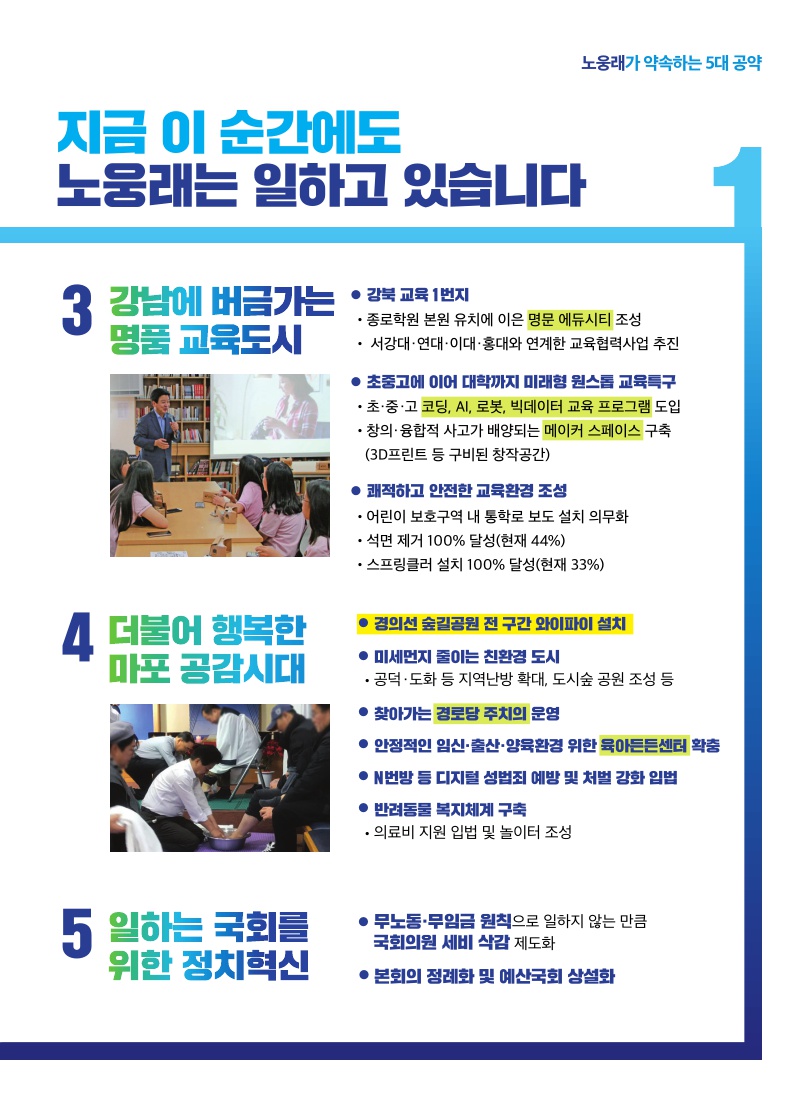 노웅래가 약속하는 5대 공약
지금 이 순간에도
노웅래는 일하고 있습니다
1
3
강남에 버금가는
명품 교육도시
● 강북 교육 1번지
• 종로학원 본원 유치에 이은 명문 에듀시티 조성
• 서강대·연대·이대·홍대와 연계한 교육협력사업 추진
● 초중고에 이어 대학까지 미래형 원스톱 교육특구
• 초·중·고 코딩, AI, 로봇, 빅데이터 교육 프로그램 도입
• 창의·융합적 사고가 배양되는 메이커 스페이스 구축
(3D프린트 등 구비된 창작공간)
● 쾌적하고 안전한 교육환경 조성
• 어린이 보호구역 내 통학로 보도 설치 의무화
• 석면 제거 100% 달성(현재 44%)
• 스프링클러 설치 100% 달성(현재 33%)
4
더불어 행복한
마포 공감시대
● 경의선 숲길공원 전 구간 와이파이 설치
● 미세먼지 줄이는 친환경 도시
• 공덕·도화 등 지역난방 확대, 도시숲 공원 조성 등
● 찾아가는 경로당 주치의 운영
● 안정적인 임신·출산·양육환경 위한 육아든든센터 확충
● N번방 등 디지털 성범죄 예방 및 처벌 강화 입법
● 반려동물 복지체계 구축
• 의료비 지원 입법 및 놀이터 조성
5
일하는 국회를
위한 정치혁신
● 무노동·무임금 원칙으로 일하지 않는 만큼
국회의원 세비 삭감 제도화
● 본회의 정례화 및 예산국회 상설화